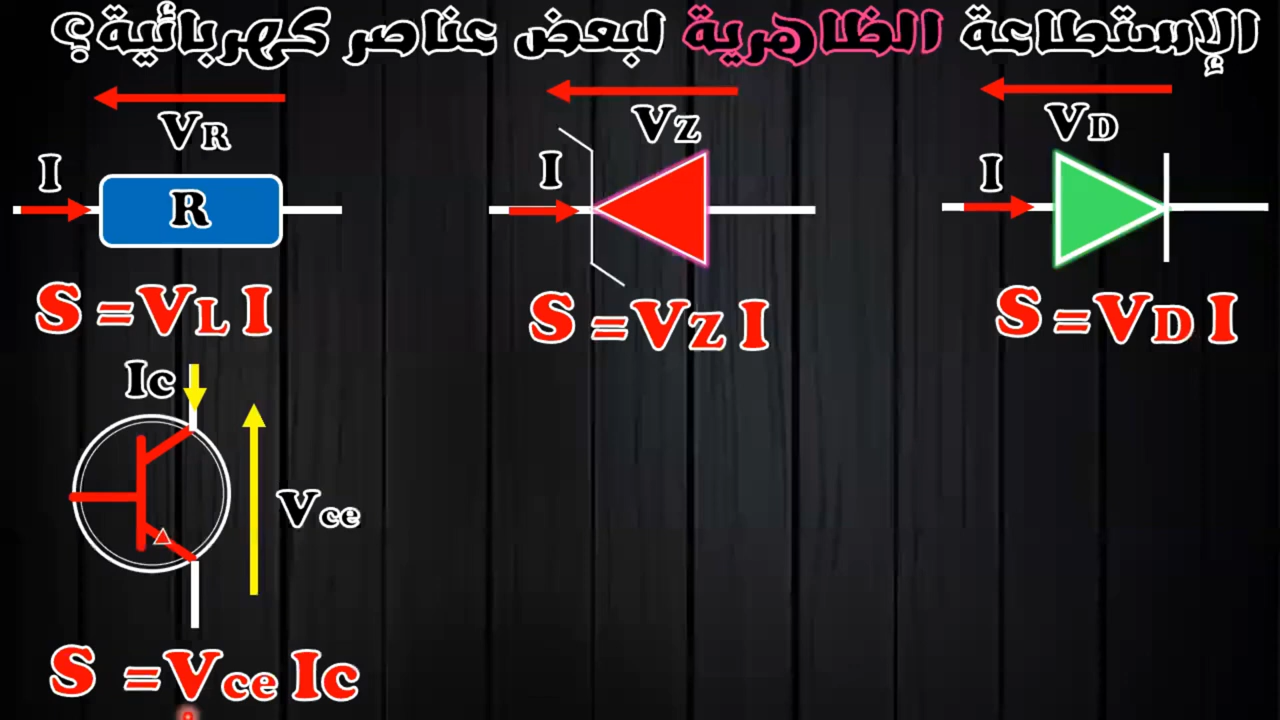 الإستطاعة الظاهرية لبعض عناصر كهربائية؟
VR
I
R
S =VL I
VZ
I
S =VZ I
VD
I
S =VD I
Ic
Vce
S =Vce Ic